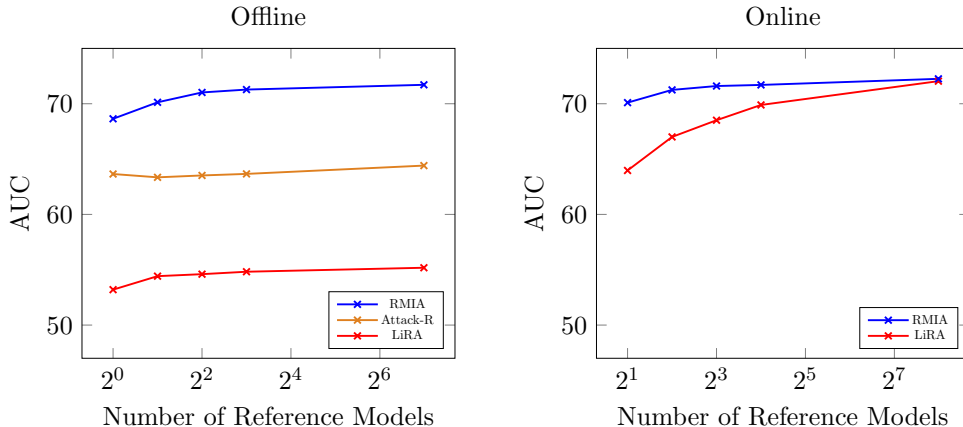 Offline
AUC
70
60
50
2^0
2^2
2^4
2^6
Number of Reference Models
RMIA
Attack-R
LiRA
Online
AUC
70
60
50
2^1
2^3
2^5
2^7
Number of Reference Models
RMIA
LiRA